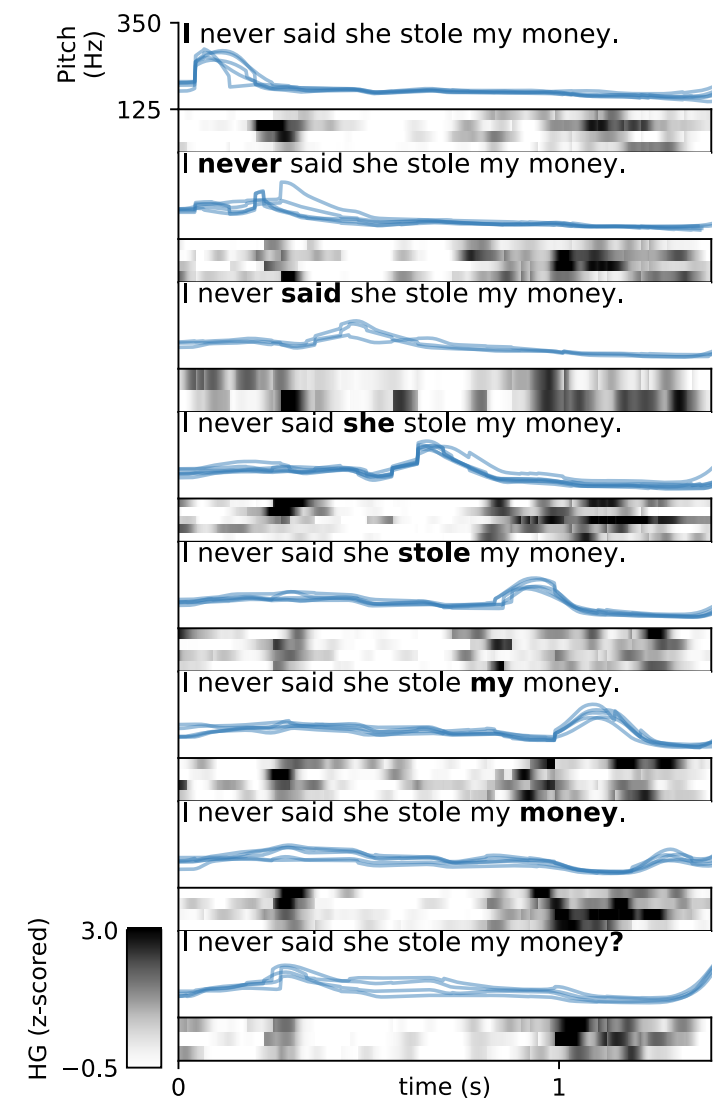 350
Pitch
(Hz)
125
I never said she stole my money.
I never said she stole my money.
I never said she stole my money.
I never said she stole my money.
I never said she stole my money.
I never said she stole my money.
I never said she stole my money.
I never said she stole my money?
HG (z-scored)
3.0
−0.5
0
time (s)
1